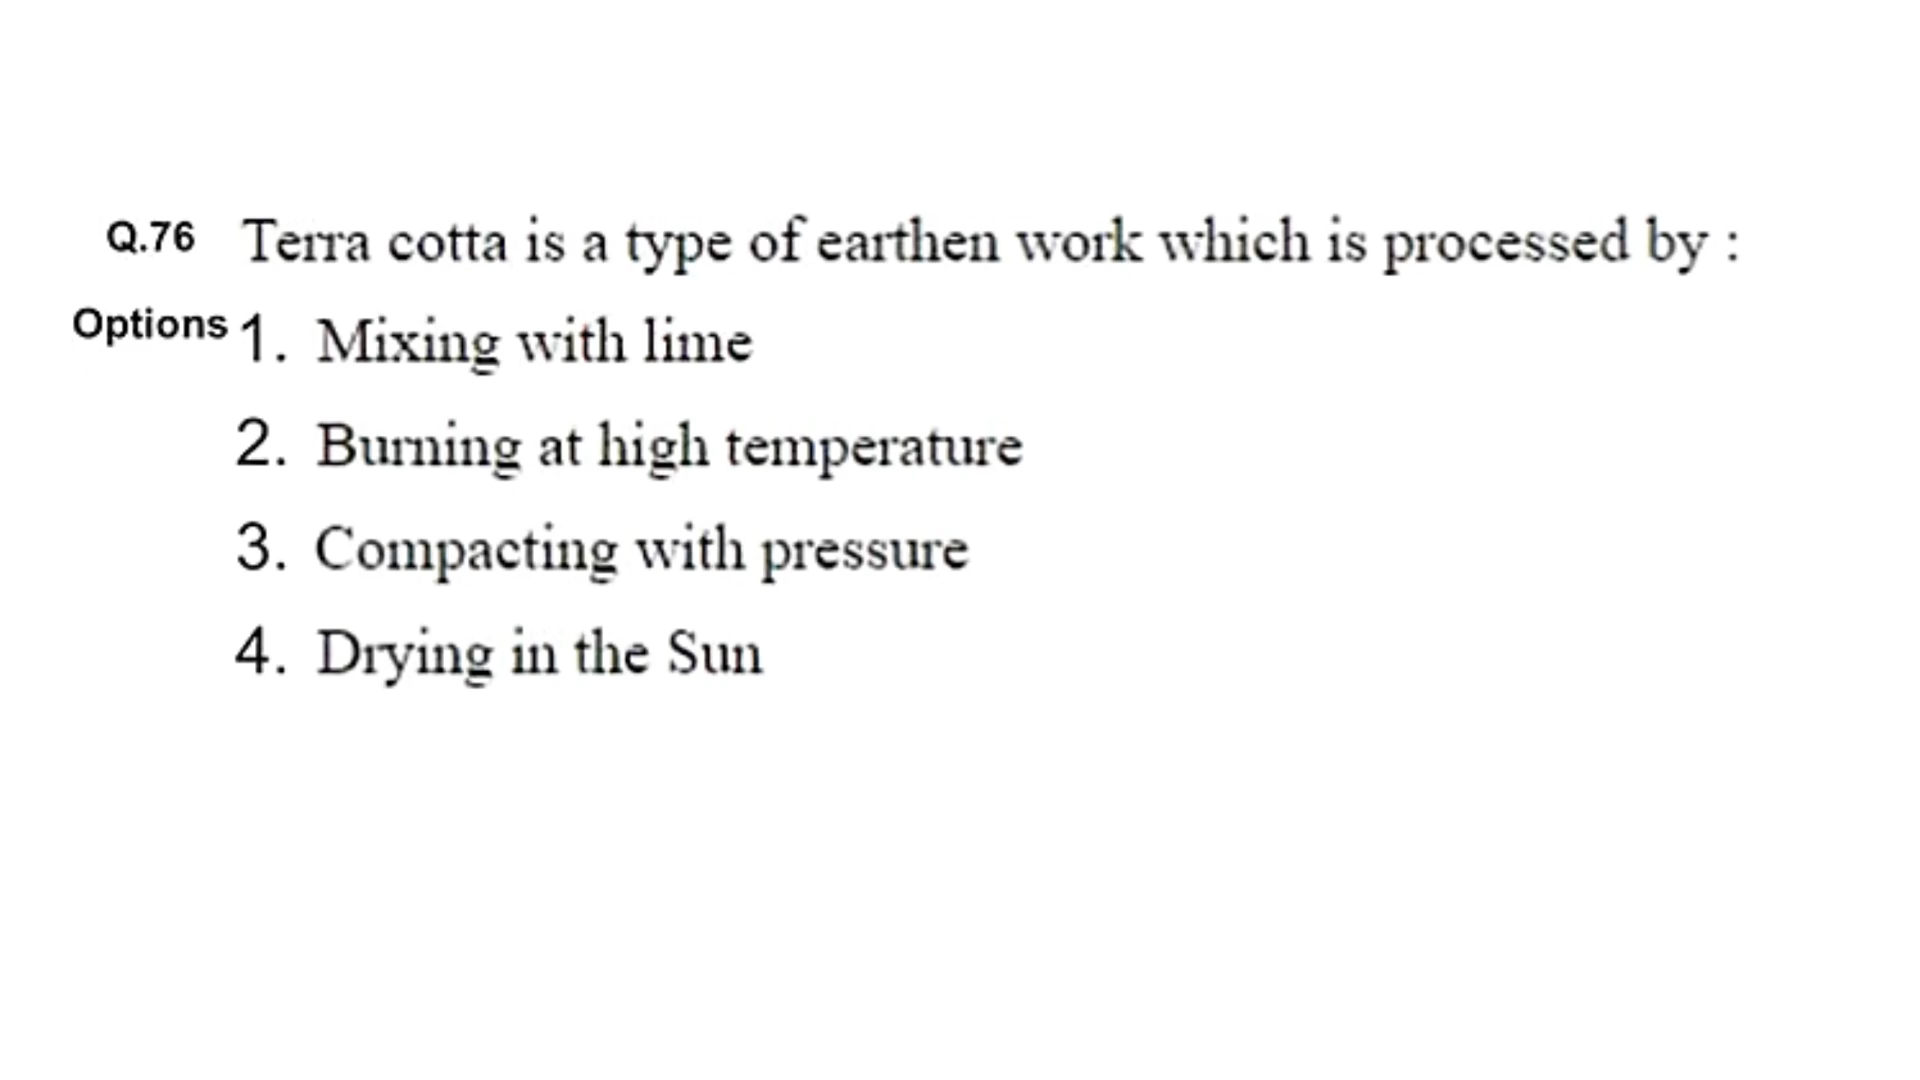 Q.76 Terra cotta is a type of earthen work which is processed by :
Options 1. Mixing with lime
2. Burning at high temperature
3. Compacting with pressure
4. Drying in the Sun